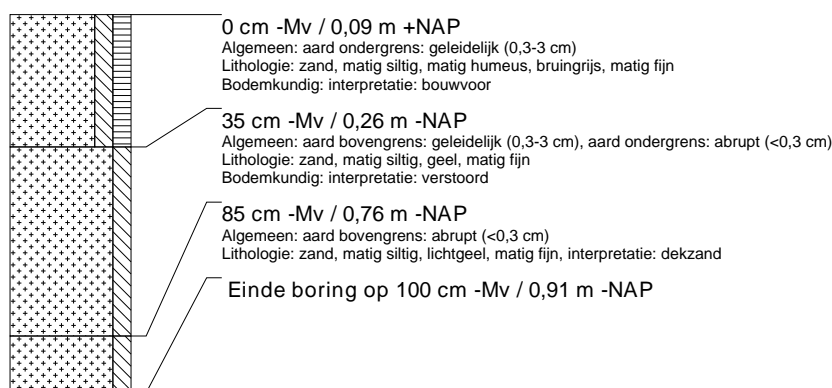 0 cm -Mv / 0,09 m +NAP
Algemeen: aard ondergrens: geleidelijk (0,3-3 cm)
Lithologie: zand, matig siltig, matig humeus, bruingrijs, matig fijn
Bodemkundig: interpretatie: bouwvoor
35 cm -Mv / 0,26 m -NAP
Algemeen: aard bovengrens: geleidelijk (0,3-3 cm), aard ondergrens: abrupt (<0,3 cm)
Lithologie: zand, matig siltig, geel, matig fijn
Bodemkundig: interpretatie: verstoord
85 cm -Mv / 0,76 m -NAP
Algemeen: aard bovengrens: abrupt (<0,3 cm)
Lithologie: zand, matig siltig, lichtgeel, matig fijn, interpretatie: dekzand
Einde boring op 100 cm -Mv / 0,91 m -NAP